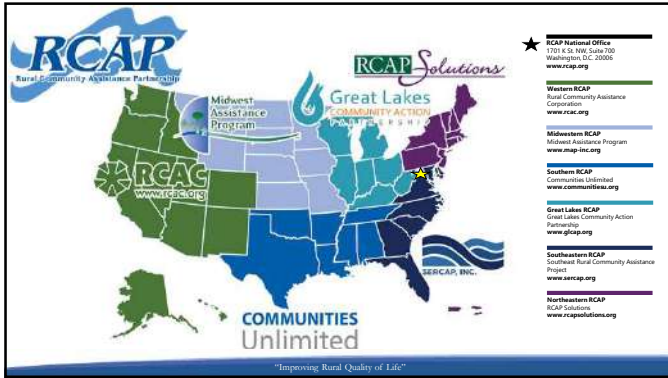 RCAP
Rural Community Assistance Partnership
RCAP Solutions
Midwest
Assistance
Program
Great Lakes
COMMUNITY ACTION
PARTNERSHIP
RCAC
www.rcac.org
SERCAP, INC.
COMMUNITIES
Unlimited
RCAP National Office
1701 K St. NW, Suite 700
Washington, D.C. 20006
www.rcap.org
Western RCAP
Rural Community Assistance
Corporation
www.rcac.org
Midwestern RCAP
Midwest Assistance Program
www.map-inc.org
Southern RCAP
Communities Unlimited
www.communitiesu.org
Great Lakes RCAP
Great Lakes Community Action
Partnership
www.glcap.org
Southeastern RCAP
Southeast Rural Community Assistance
Project
www.sercap.org
Northeastern RCAP
RCAP Solutions
www.rcapsolutions.org
"Improving Rural Quality of Life"